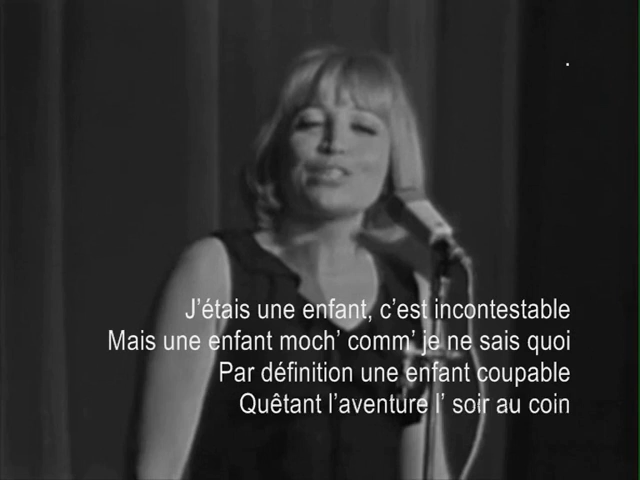 J’étais une enfant, c’est incontestable
Mais une enfant moch’ comm’ je ne sais quoi
Par définition une enfant coupable
Quêtant l’aventure l’ soir au coin